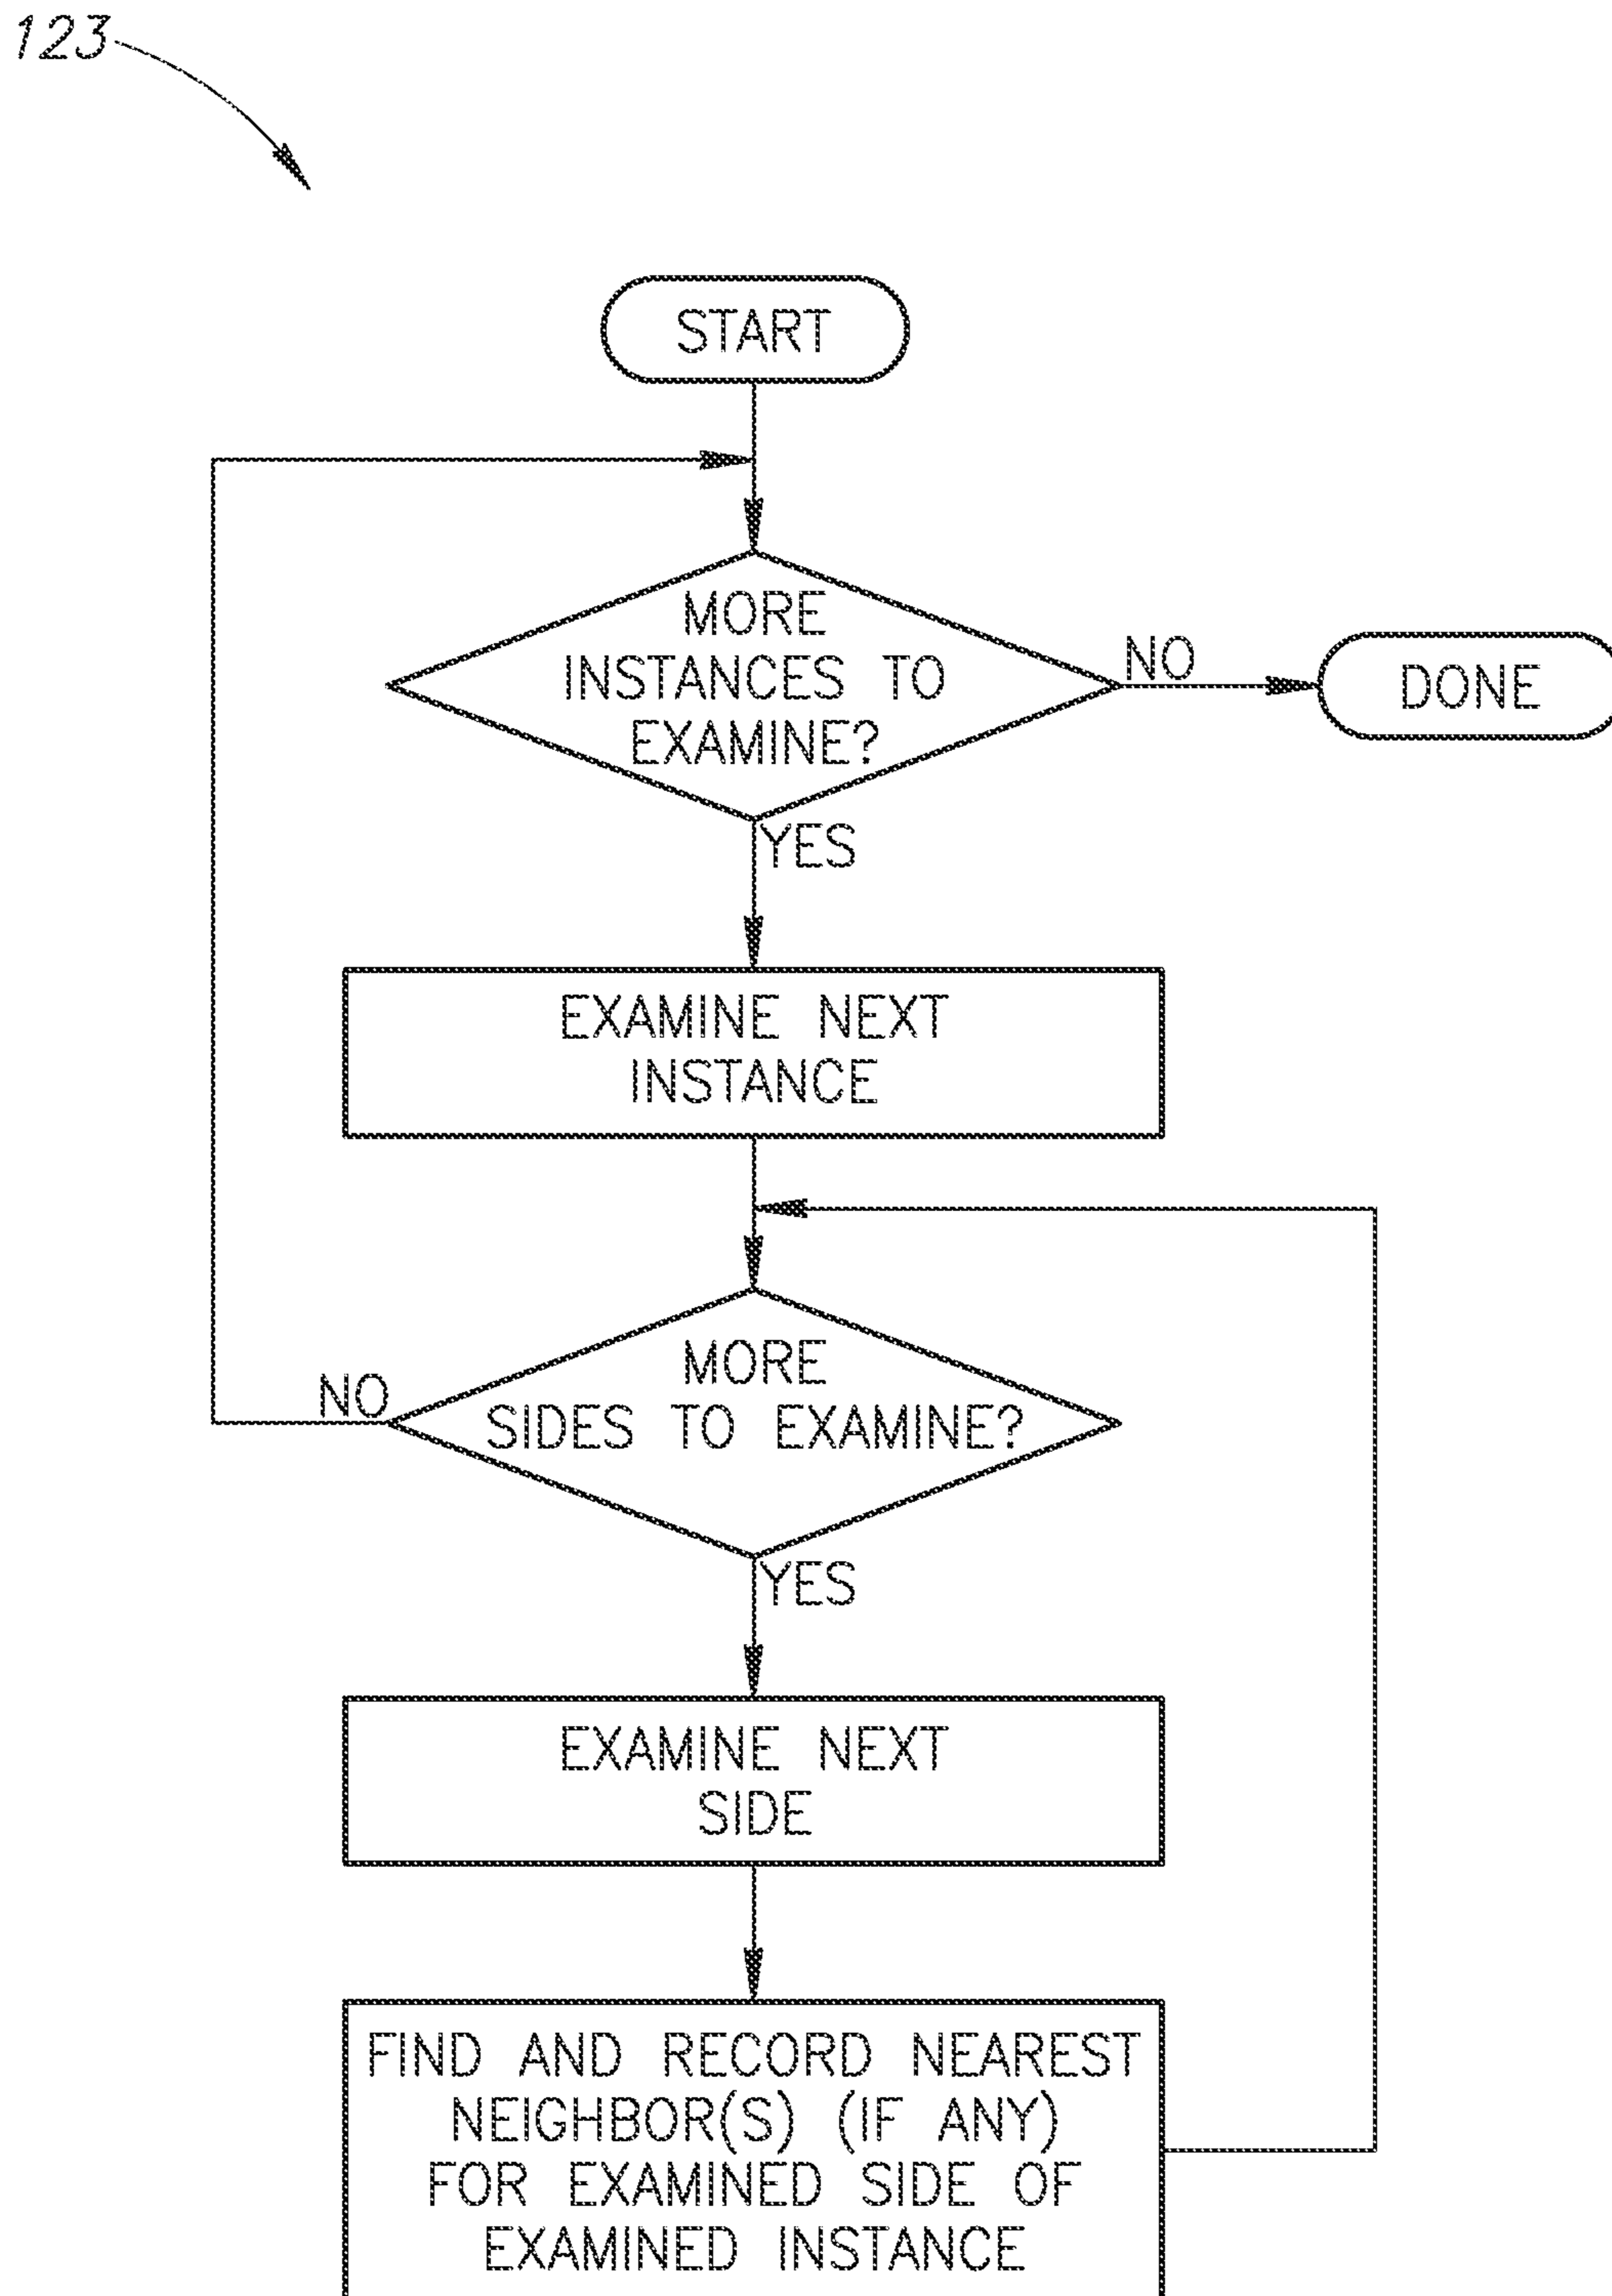 123
START
MORE
INSTANCES TO
EXAMINE?
NO
DONE
YES
EXAMINE NEXT
INSTANCE
MORE
SIDES TO EXAMINE?
NO
YES
EXAMINE NEXT
SIDE
FIND AND RECORD NEAREST
NEIGHBOR(S) (IF ANY)
FOR EXAMINED SIDE OF
EXAMINED INSTANCE